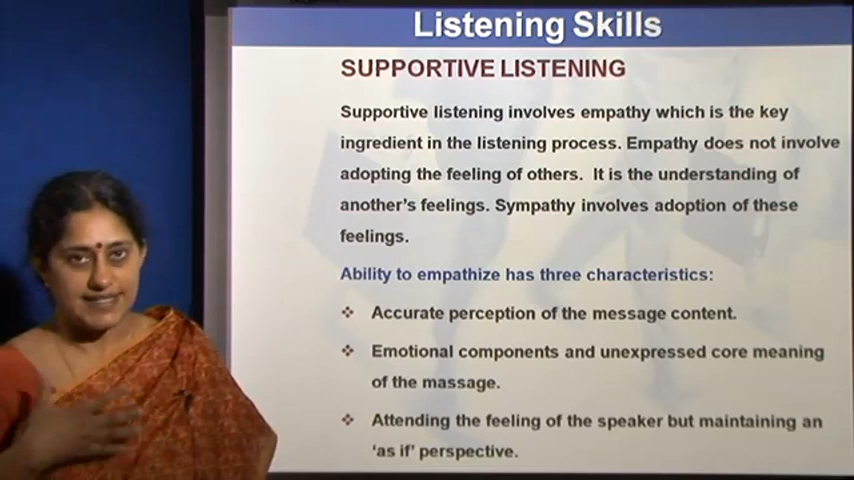 Listening Skills
SUPPORTIVE LISTENING
Supportive listening involves empathy which is the key
ingredient in the listening process. Empathy does not involve
adopting the feeling of others. It is the understanding of
another's feelings. Sympathy involves adoption of these
feelings.
Ability to empathize has three characteristics:
❖ Accurate perception of the message content.
❖ Emotional components and unexpressed core meaning
of the massage.
❖ Attending the feeling of the speaker but maintaining an
‘as if’ perspective.